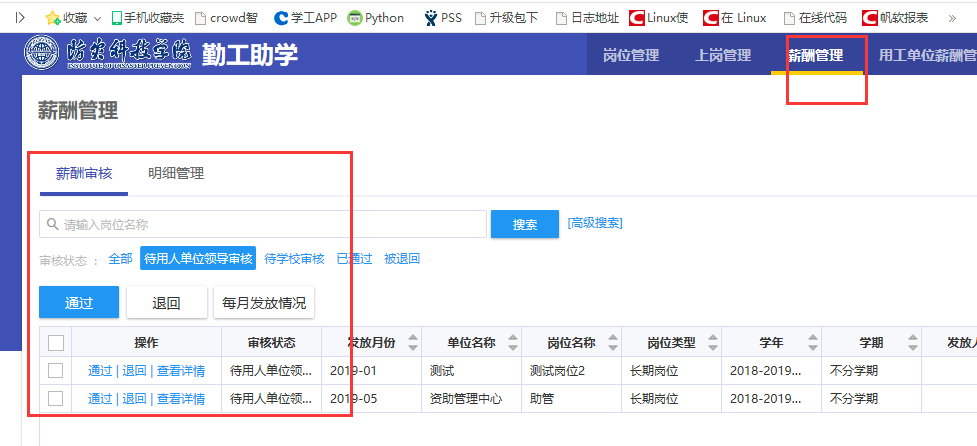 收藏 手机收藏夹 crowd智 学工APP Python PSS 升级包下 日志地址 Linux使 在 Linux 在线代码 帆软报表 »
防灾科技学院 INSTITUTE OF DISASTER PREVENTION 勤工助学 岗位管理 上岗管理 薪酬管理 用工单位薪酬管
薪酬管理
薪酬审核 明细管理
请输入岗位名称 搜索 [高级搜索]
审核状态 : 全部 待用人单位领导审核 待学校审核 已通过 被退回
通过 退回 每月发放情况
操作 审核状态 发放月份 单位名称 岗位名称 岗位类型 学年 学期 发放人
通过 | 退回 | 查看详情 待用人单位领... 2019-01 测试 测试岗位2 长期岗位 2018-2019... 不分学期
通过 | 退回 | 查看详情 待用人单位领... 2019-05 资助管理中心 助管 长期岗位 2018-2019... 不分学期